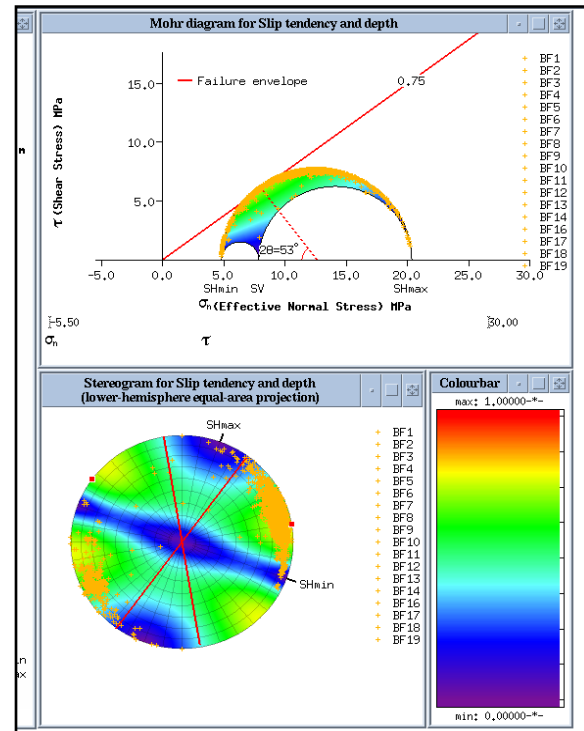 Mohr diagram for Slip tendency and depth
15.0
10.0
5.0
τ (Shear Stress) MPa
Failure envelope
0.75
2θ=53°
-5.0 0.0 5.0 10.0 15.0 20.0 25.0 30.0
SHmin SV SHmax
σn (Effective Normal Stress) MPa
-5.50 30.00
σn τ
BF1
BF2
BF3
BF4
BF5
BF6
BF7
BF8
BF9
BF10
BF11
BF12
BF13
BF14
BF16
BF17
BF18
BF19
Stereogram for Slip tendency and depth
(lower-hemisphere equal-area projection)
SHmax
SHmin
BF1
BF2
BF3
BF4
BF5
BF6
BF7
BF8
BF9
BF10
BF11
BF12
BF13
BF14
BF16
BF17
BF18
BF19
Colourbar
max: 1.00000-*-
min: 0.00000-*-